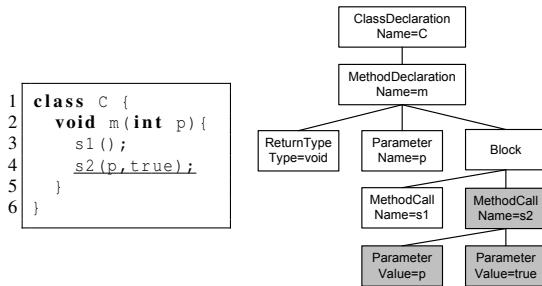 1 class C {
2 void m(int p){
3 s1();
4 s2(p,true);
5 }
6 }
ClassDeclaration
Name=C
MethodDeclaration
Name=m
ReturnType
Type=void
Parameter
Name=p
Block
MethodCall
Name=s1
MethodCall
Name=s2
Parameter
Value=p
Parameter
Value=true